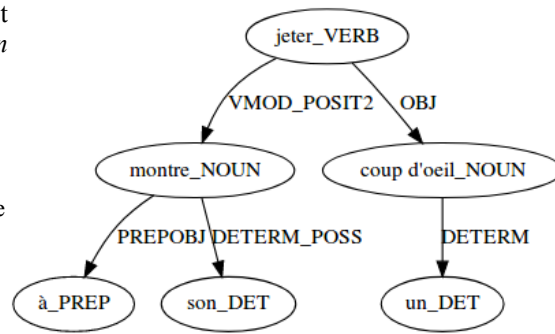 t
n
jeter_VERB
VMOD_POSIT2 OBJ
montre_NOUN coup d'oeil_NOUN
e
PREPOBJ DETERM_POSS DETERM
à_PREP son_DET un_DET